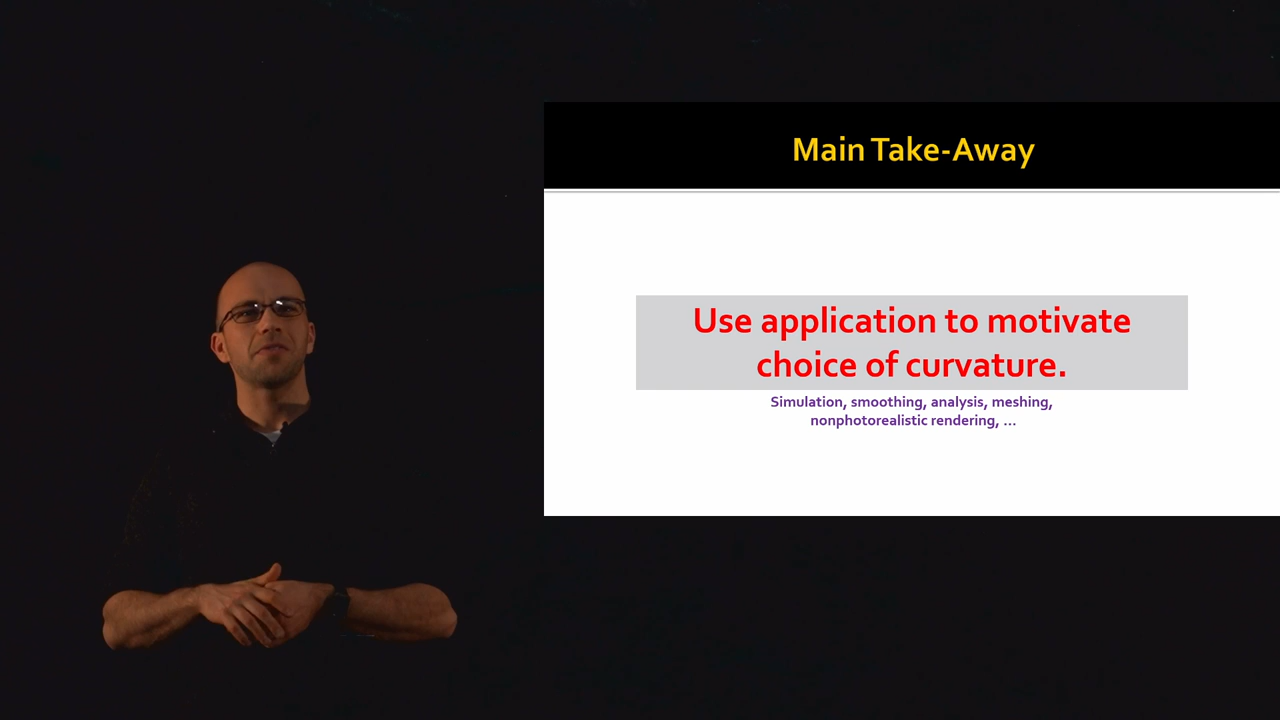 Main Take-Away
Use application to motivate
choice of curvature.
Simulation, smoothing, analysis, meshing,
nonphotorealistic rendering, ...